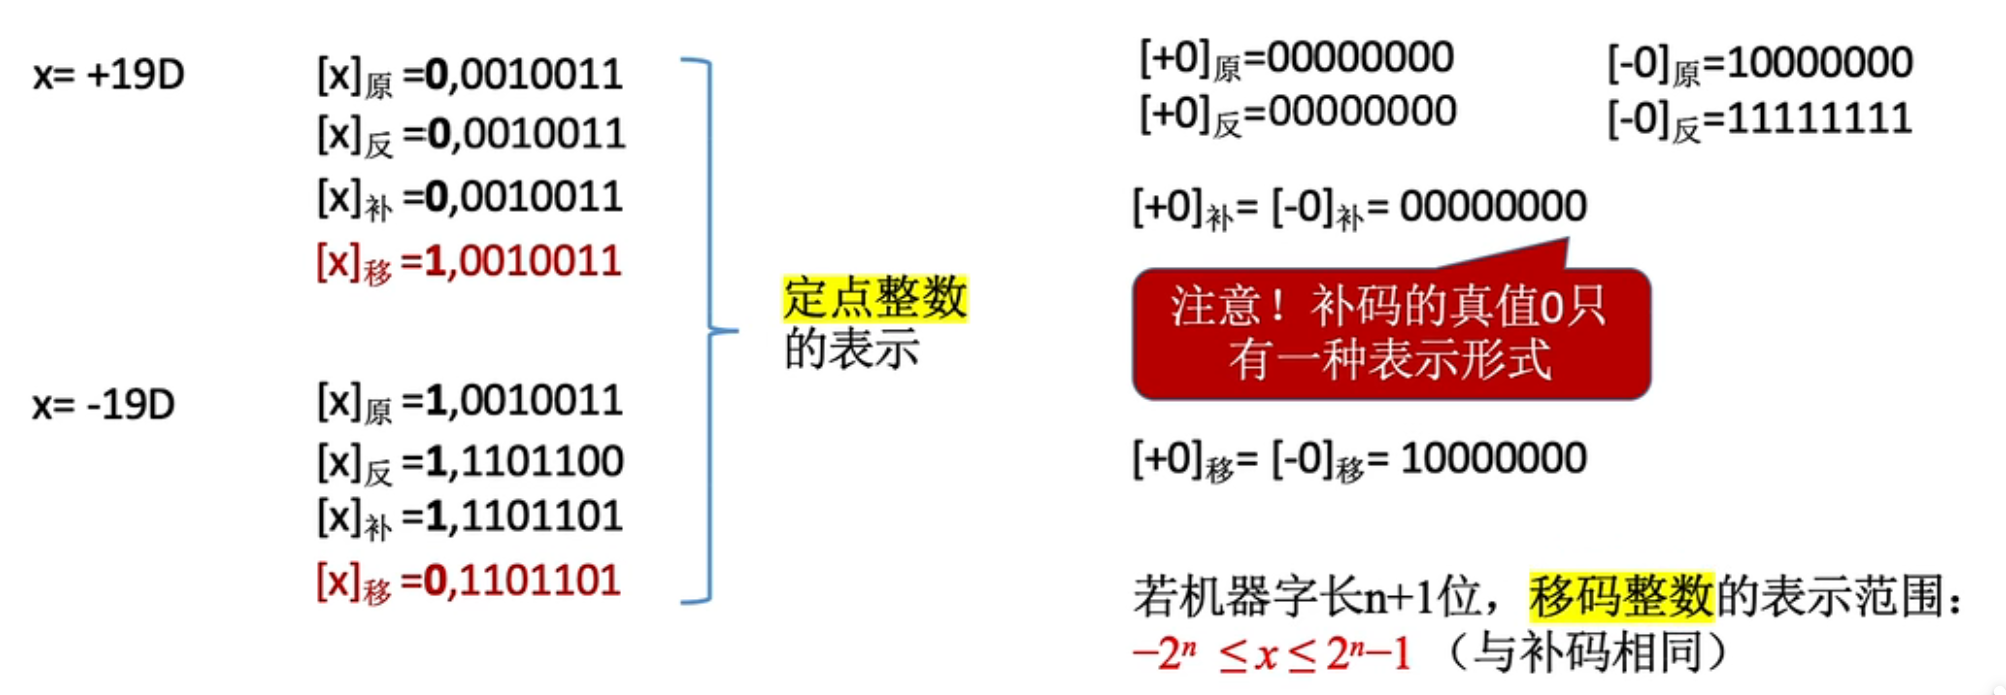 x= +19D
[x]原 =0,0010011
[x]反 =0,0010011
[x]补 =0,0010011
[x]移 =1,0010011
x= -19D
[x]原 =1,0010011
[x]反 =1,1101100
[x]补 =1,1101101
[x]移 =0,1101101
定点整数
的表示
[+0]原=00000000 [-0]原=10000000
[+0]反=00000000 [-0]反=11111111
[+0]补= [-0]补= 00000000
注意！补码的真值0只
有一种表示形式
[+0]移= [-0]移= 10000000
若机器字长n+1位，移码整数的表示范围：
−2ⁿ ≤ x ≤ 2ⁿ−1 （与补码相同）